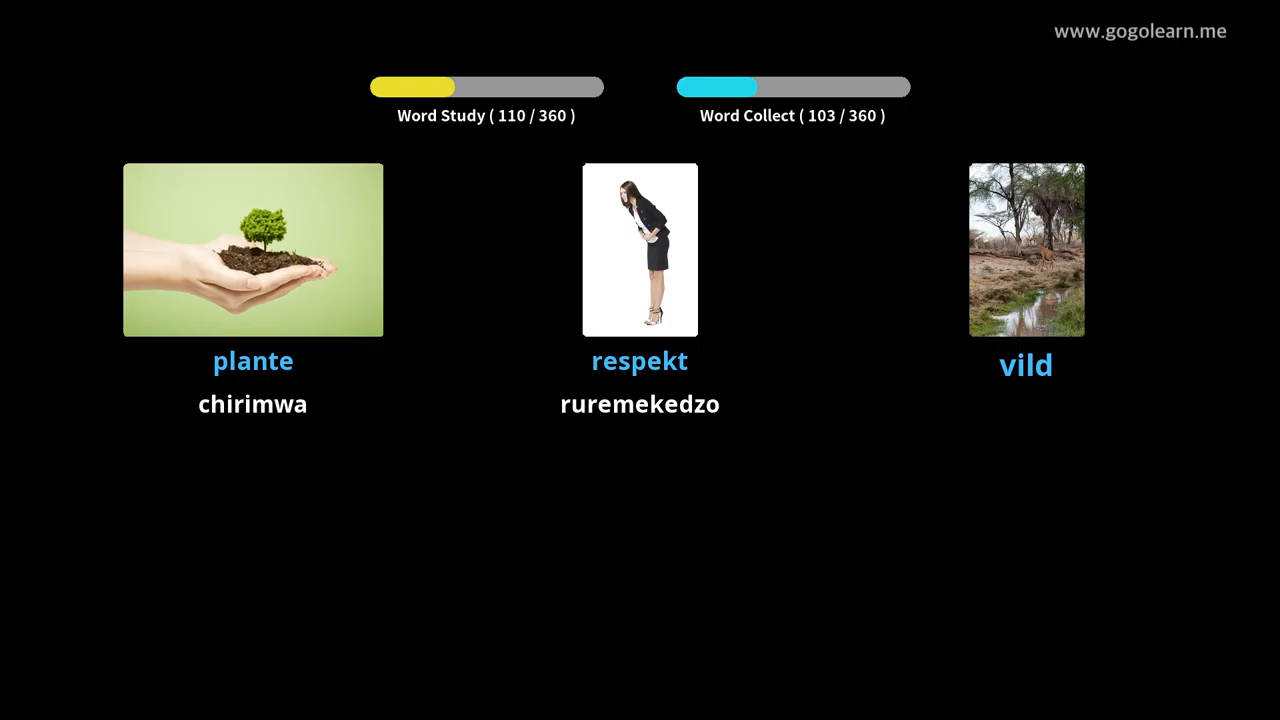 www.gogolearn.me
Word Study ( 110 / 360 )
Word Collect ( 103 / 360 )
plante
respekt
vild
chirimwa
ruremekedzo